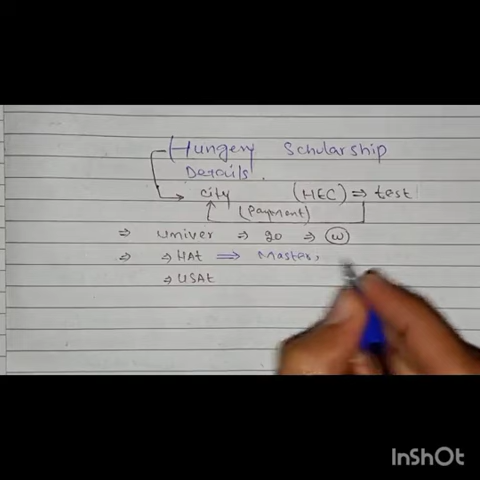 Hungery Scholarship
Details.
city (HEC) ⇒ test
(Payment)
⇒ univer ⇒ 20 ⇒ w
⇒ → HAt ⇒ Master,
→ USAt
InShOt